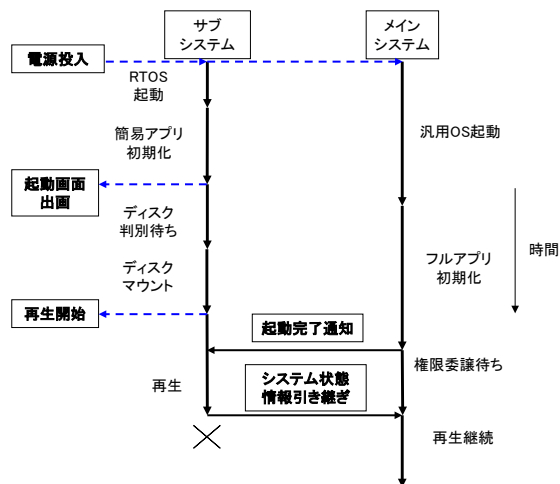 サブ
システム
メイン
システム
電源投入
RTOS
起動
簡易アプリ
初期化
汎用OS起動
起動画面
出画
ディスク
判別待ち
時間
ディスク
マウント
フルアプリ
初期化
再生開始
起動完了通知
権限委譲待ち
再生
システム状態
情報引き継ぎ
再生継続